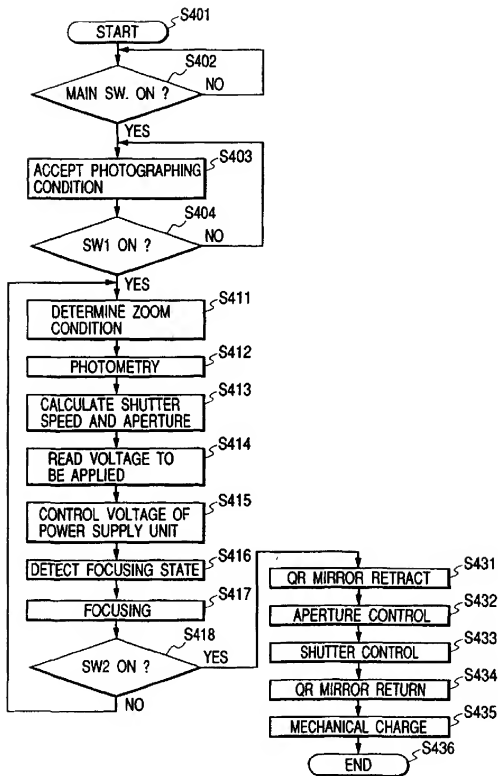 START
S401
S402
MAIN SW. ON ?
NO
YES
S403
ACCEPT PHOTOGRAPHING
CONDITION
S404
SW1 ON ?
NO
YES
S411
DETERMINE ZOOM
CONDITION
S412
PHOTOMETRY
S413
CALCULATE SHUTTER
SPEED AND APERTURE
S414
READ VOLTAGE TO
BE APPLIED
S415
CONTROL VOLTAGE OF
POWER SUPPLY UNIT
S416
DETECT FOCUSING STATE
S417
FOCUSING
S418
SW2 ON ?
YES
NO
S431
QR MIRROR RETRACT
S432
APERTURE CONTROL
S433
SHUTTER CONTROL
S434
QR MIRROR RETURN
S435
MECHANICAL CHARGE
S436
END